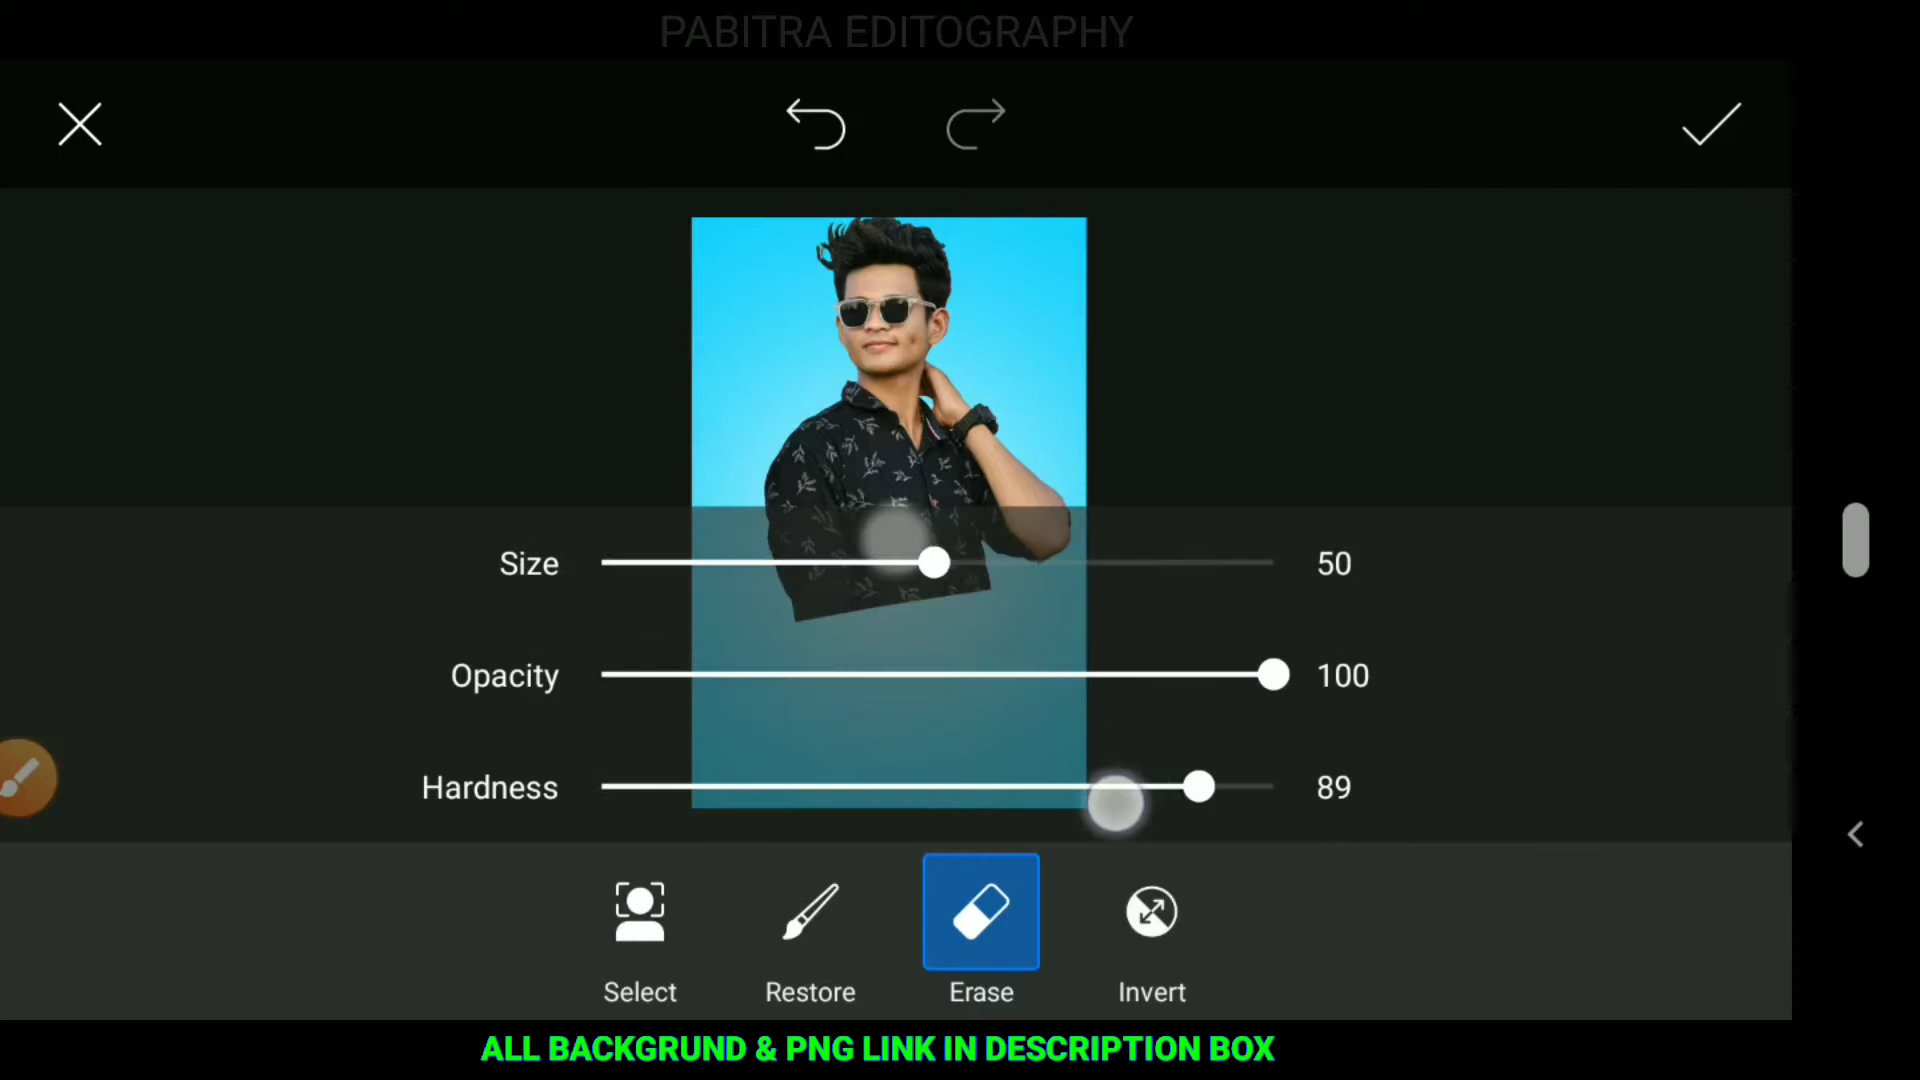 PABITRA EDITOGRAPHY
Size 50
Opacity 100
Hardness 89
Select Restore Erase Invert
ALL BACKGRUND & PNG LINK IN DESCRIPTION BOX